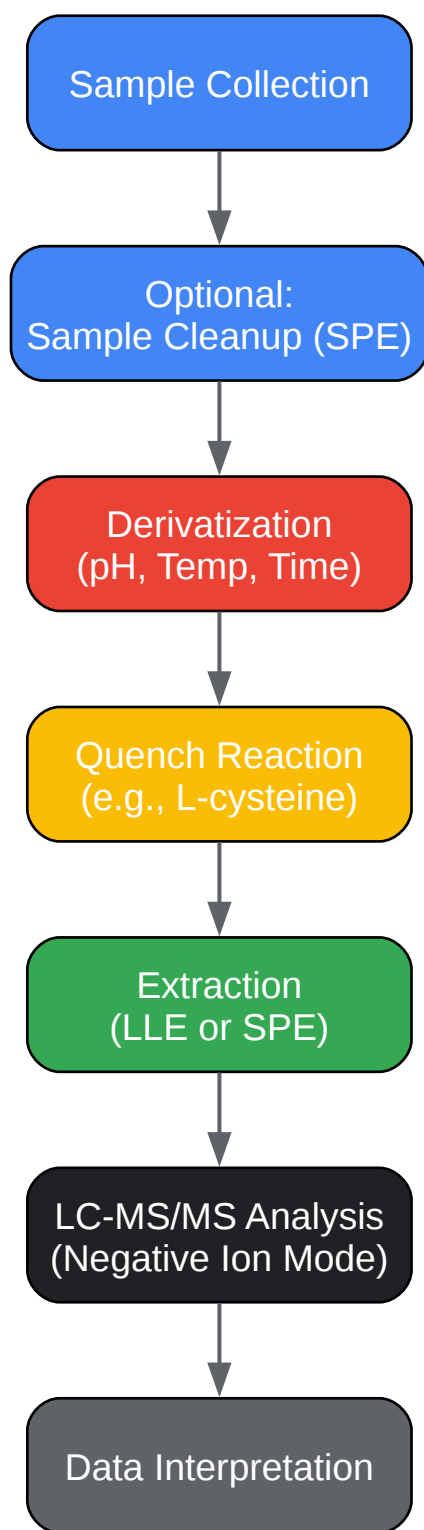 Sample Collection
Optional:
Sample Cleanup (SPE)
Derivatization
(pH, Temp, Time)
Quench Reaction
(e.g., L-cysteine)
Extraction
(LLE or SPE)
LC-MS/MS Analysis
(Negative Ion Mode)
Data Interpretation